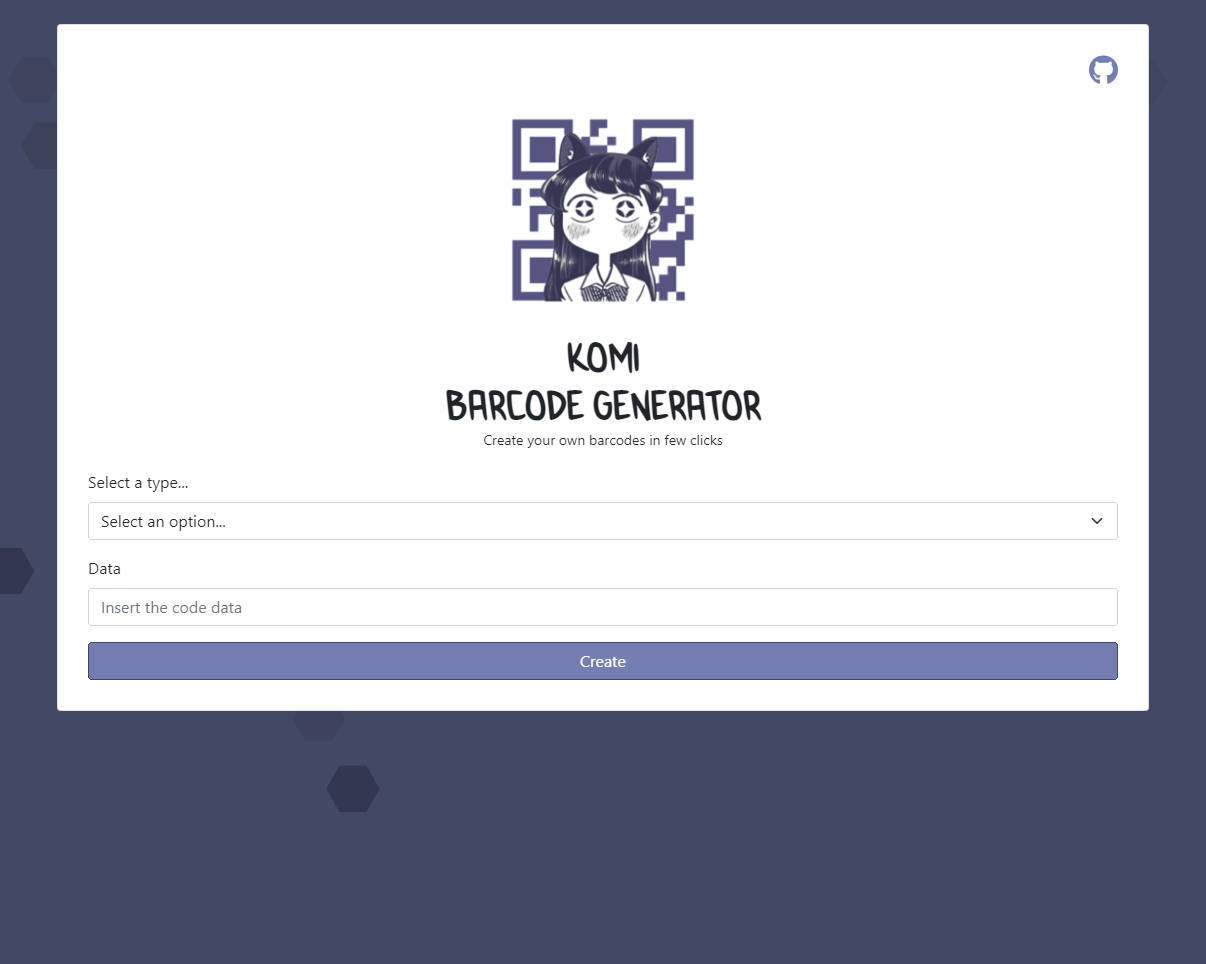 KOMI
BARCODE GENERATOR
Create your own barcodes in few clicks
Select a type...
Select an option...
Data
Insert the code data
Create